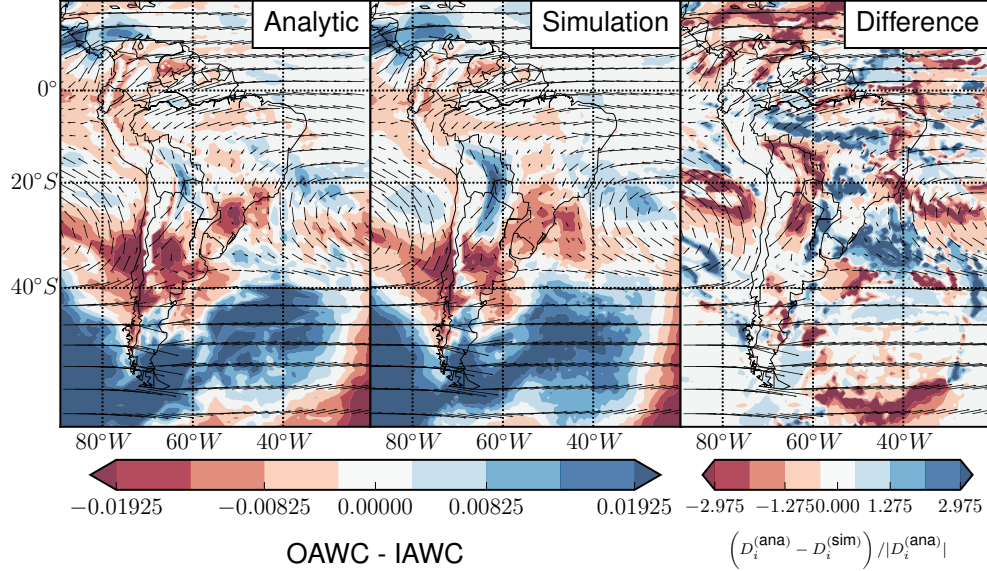 Analytic Simulation Difference
0°
20°S
40°S
80°W 60°W 40°W 80°W 60°W 40°W 80°W 60°W 40°W
−0.01925 −0.00825 0.00000 0.00825 0.01925 −2.975 −1.275 0.000 1.275 2.975
OAWC - IAWC
(D_i^(ana) − D_i^(sim)) /|D_i^(ana)|